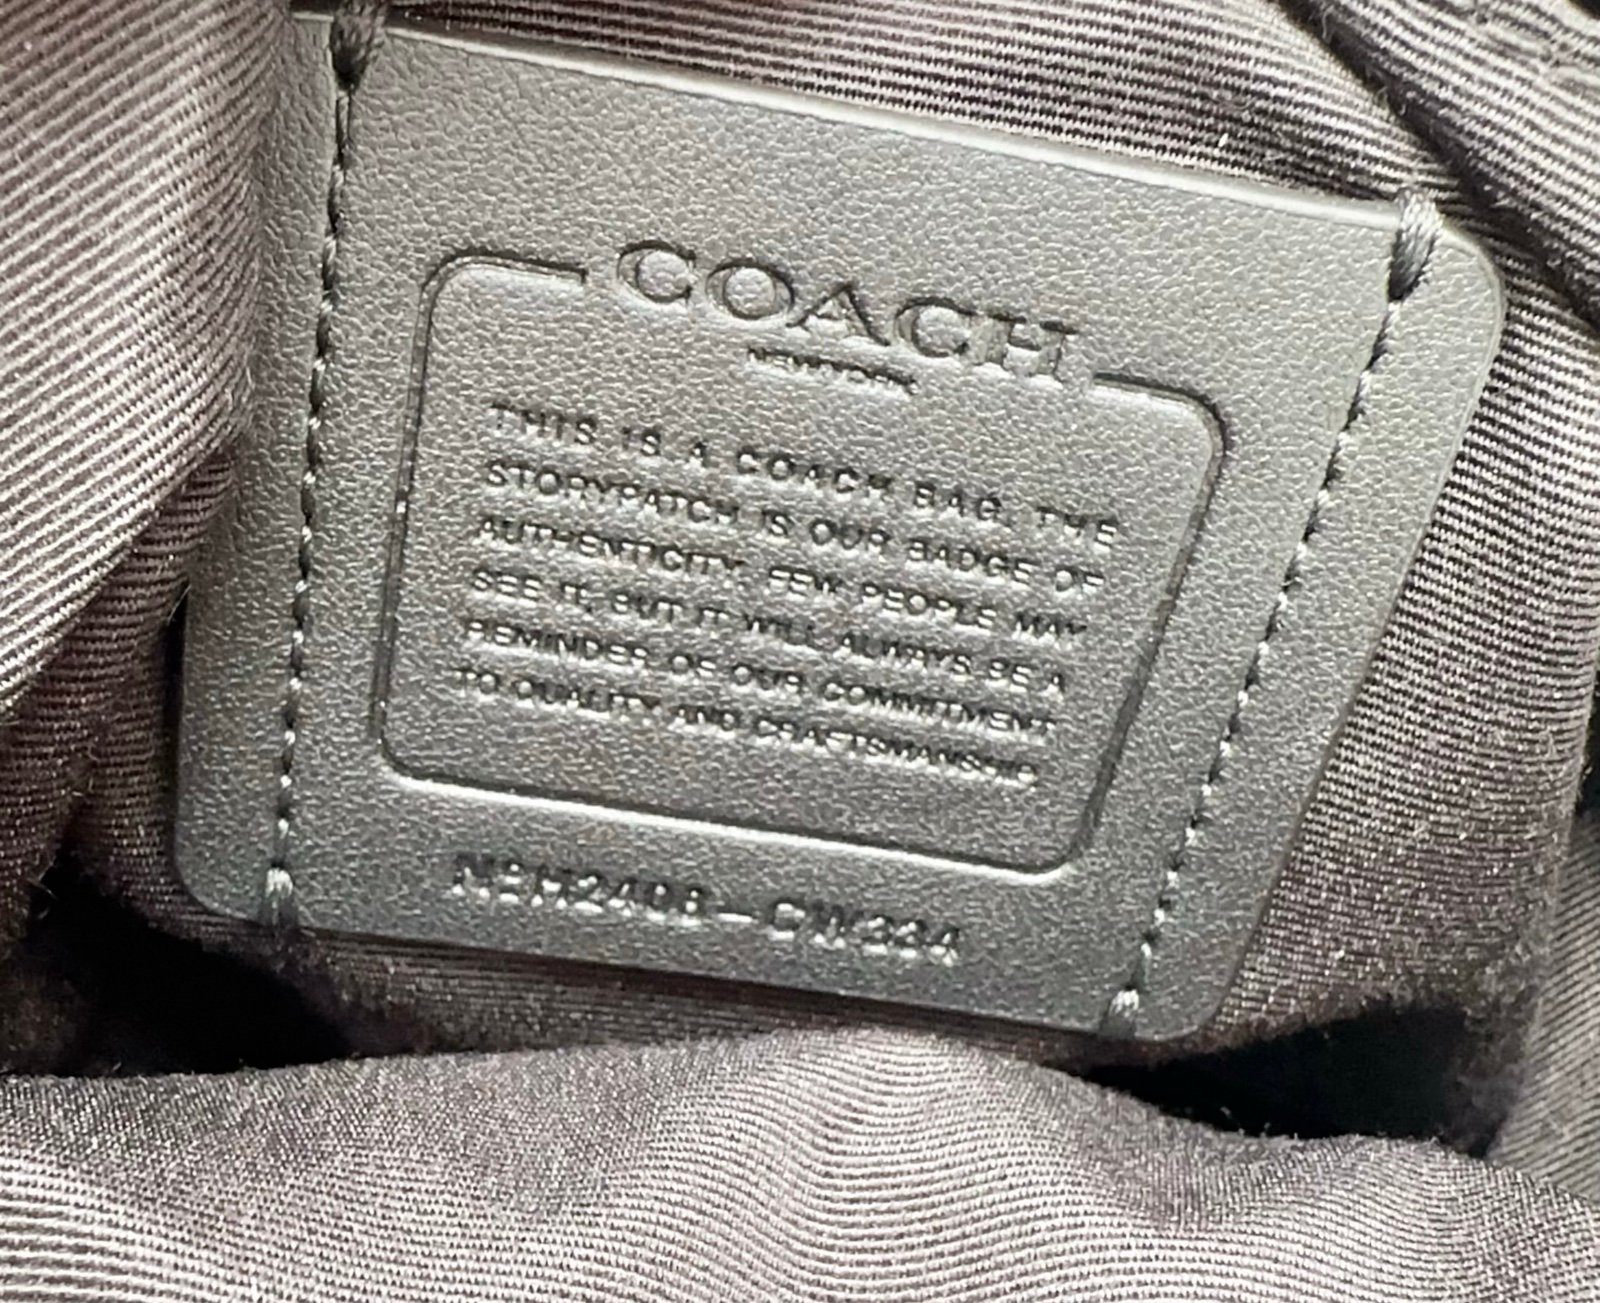 COACH
NEW YORK
THIS IS A COACH BAG. THE
STORYPATCH IS OUR BADGE OF
AUTHENTICITY. FEW PEOPLE MAY
SEE IT, BUT IT WILL ALWAYS BE A
REMINDER OF OUR COMMITMENT
TO QUALITY AND CRAFTSMANSHIP
CW334